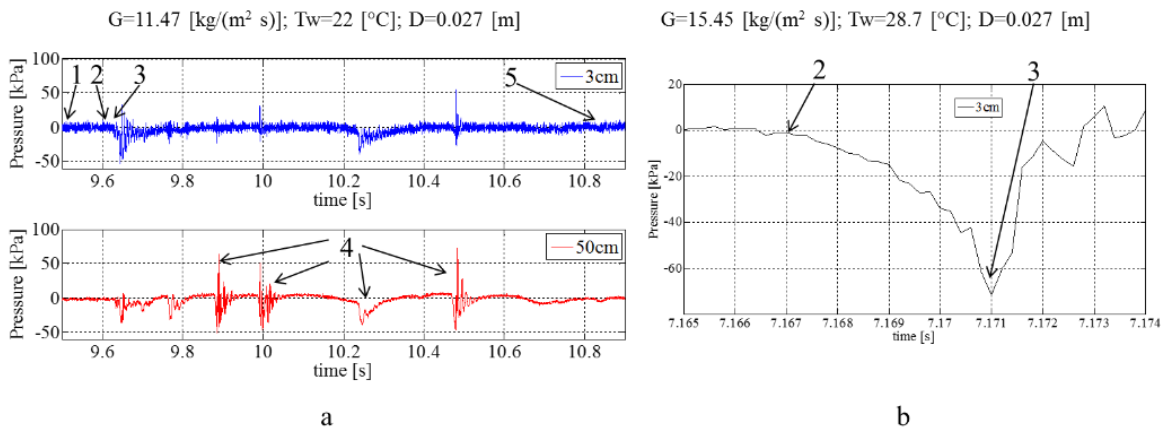 G=11.47 [kg/(m² s)]; Tw=22 [°C]; D=0.027 [m]
Pressure [kPa]
100
50
0
-50
1 2 3 5
3cm
9.6 9.8 10 10.2 10.4 10.6 10.8
time [s]
Pressure [kPa]
100
50
0
-50
4
50cm
9.6 9.8 10 10.2 10.4 10.6 10.8
time [s]
a
G=15.45 [kg/(m² s)]; Tw=28.7 [°C]; D=0.027 [m]
Pressure [kPa]
20
0
-20
-40
-60
2 3
3cm
7.165 7.166 7.167 7.168 7.169 7.17 7.171 7.172 7.173 7.174
time [s]
b